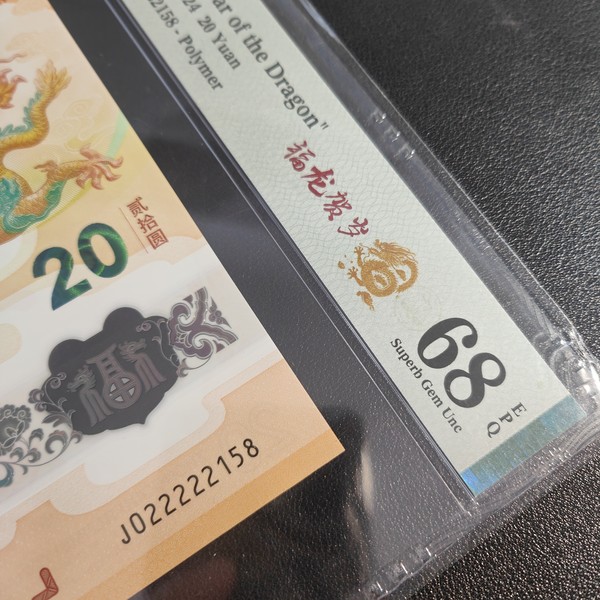 ar of the Dragon"
24 20 Yuan
2158 - Polymer
福龙贺岁
68
EPQ
Superb Gem Unc
20
贰拾圆
J022222158